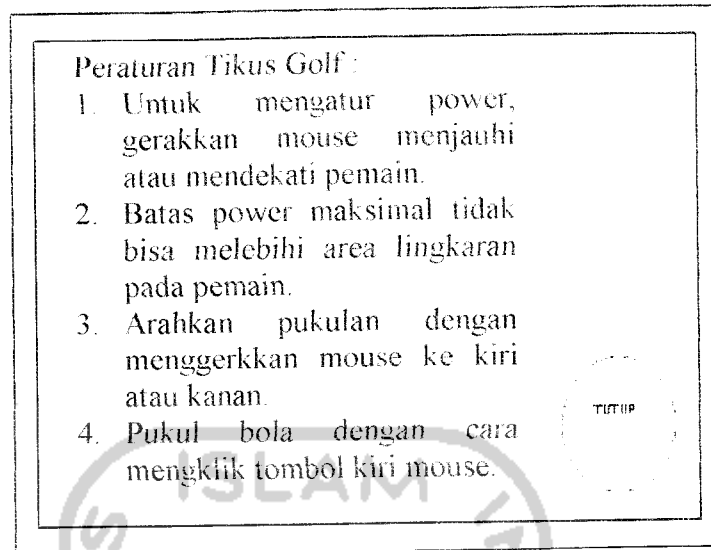 Peraturan Tikus Golf :
1. Untuk mengatur power,
gerakkan mouse menjauhi
atau mendekati pemain.
2. Batas power maksimal tidak
bisa melebihi area lingkaran
pada pemain.
3. Arahkan pukulan dengan
menggerkkan mouse ke kiri
atau kanan.
4. Pukul bola dengan cara
mengklik tombol kiri mouse.
TUTUP
ISLAM